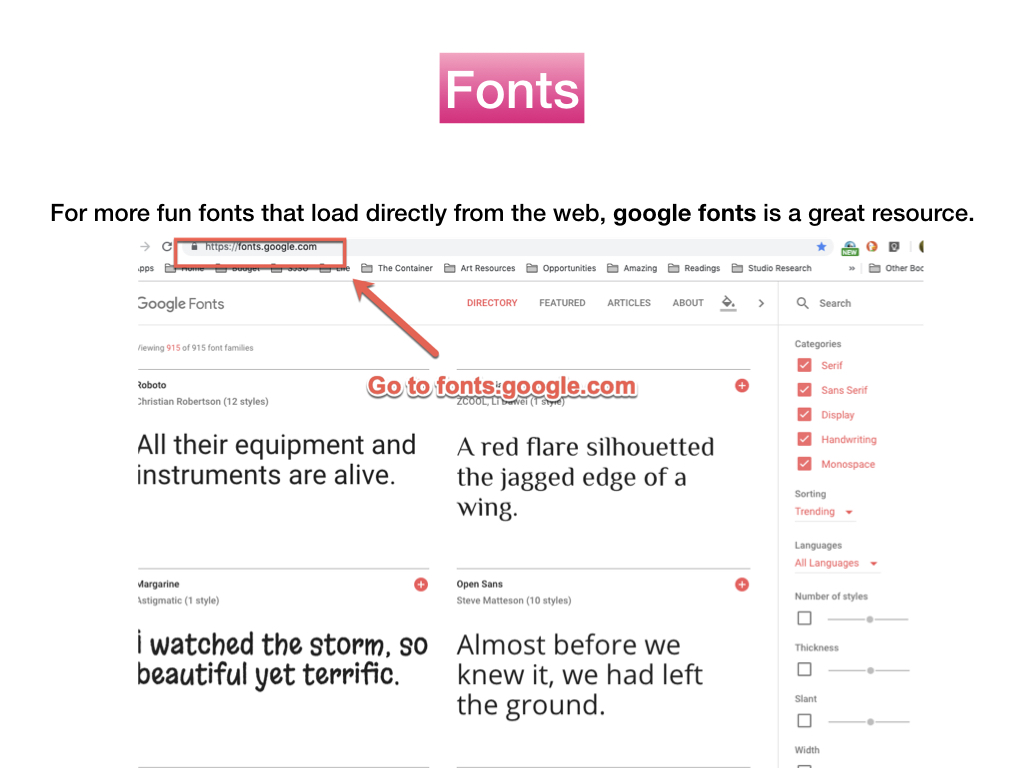 Fonts
For more fun fonts that load directly from the web, google fonts is a great resource.
https://fonts.google.com
NEW
Apps Home Budget SSSO Life The Container Art Resources Opportunities Amazing Readings Studio Research » Other Boo
Google Fonts DIRECTORY FEATURED ARTICLES ABOUT Search
Viewing 915 of 915 font families
Categories
Serif
Sans Serif
Display
Handwriting
Monospace
Sorting
Trending
Languages
All Languages
Number of styles
Thickness
Slant
Width
Go to fonts.google.com
Roboto
Christian Robertson (12 styles)
All their equipment and
instruments are alive.
ZCOOL, Li Dawei (1 style)
A red flare silhouetted
the jagged edge of a
wing.
Margarine
Astigmatic (1 style)
i watched the storm, so
beautiful yet terrific.
Open Sans
Steve Matteson (10 styles)
Almost before we
knew it, we had left
the ground.